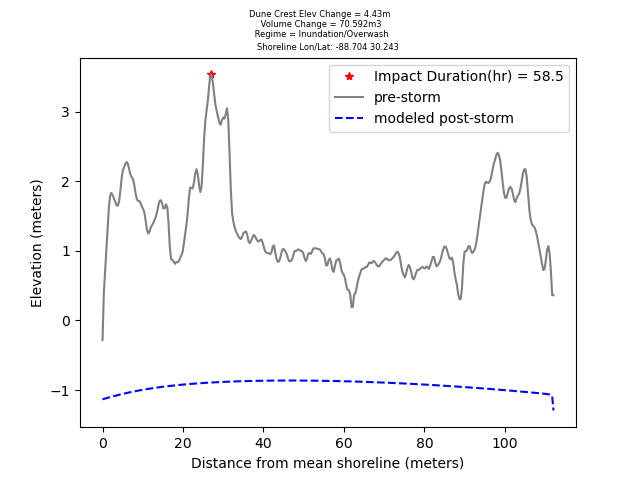 Dune Crest Elev Change = 4.43m
Volume Change = 70.592m3
Regime = Inundation/Overwash
Shoreline Lon/Lat: -88.704 30.243
Impact Duration(hr) = 58.5
pre-storm
modeled post-storm
3
2
1
0
−1
Elevation (meters)
0 20 40 60 80 100
Distance from mean shoreline (meters)